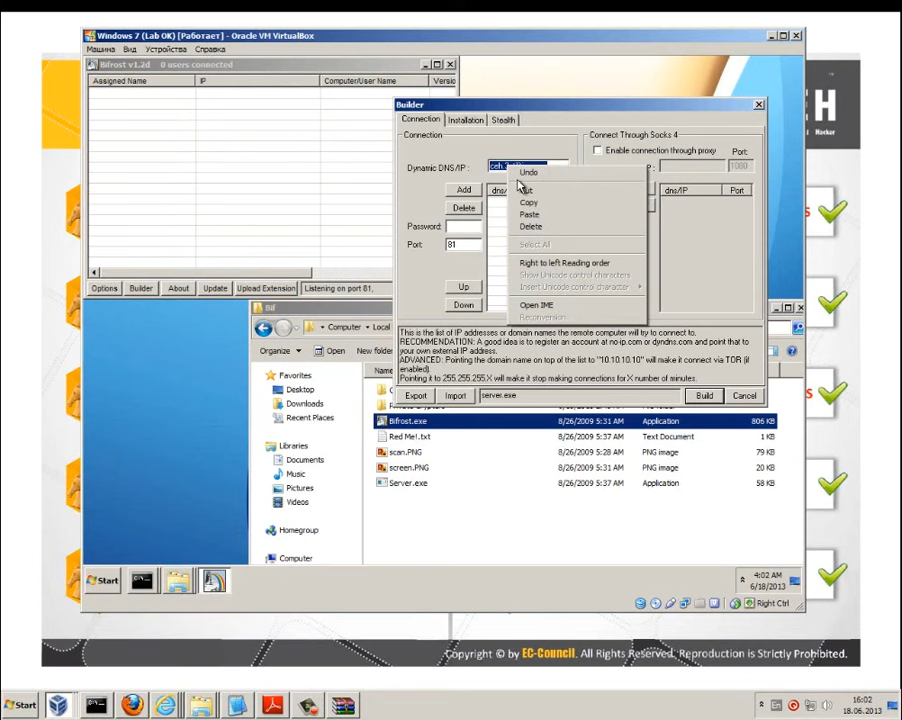 Windows 7 (Lab OK) [Работает] - Oracle VM VirtualBox
Машина Вид Устройства Справка
Bifrost v1.2d 0 users connected
Assigned Name IP Computer/User Name Versic
Builder
Connection Installation Stealth
Connection
Connect Through Socks 4
Enable connection through proxy
Port:
Dynamic DNS/IP :
P :
1080
Add
Delete
dns/IP Port
Password:
Port: 81
Up
Down
Undo
Copy
Paste
Delete
Select All
Right to left Reading order
Show Unicode control characters
Insert Unicode control character
Open IME
Reconversion
This is the list of IP addresses or domain names the remote computer will try to connect to.
RECOMMENDATION: A good idea is to register an account at no-ip.com or dyndns.com and point that to
your own external IP address.
ADVANCED: Pointing the domain name on top of the list to "10.10.10.10" will make it connect via TOR (if
enabled).
Pointing it to 255.255.255.X will make it stop making connections for X number of minutes.
Export Import server.exe Build Cancel
Options Builder About Update Upload Extension Listening on port 81,
Bif
Computer Local
Organize Open New folder
Name
Favorites
Desktop
Downloads
Recent Places
Libraries
Documents
Music
Pictures
Videos
Homegroup
Computer
Bifrost.exe 8/26/2009 5:31 AM Application 806 KB
Red Me!.txt 8/26/2009 5:37 AM Text Document 1 KB
scan.PNG 8/26/2009 5:28 AM PNG image 79 KB
screen.PNG 8/26/2009 5:37 AM PNG image 20 KB
Server.exe 8/26/2009 5:37 AM Application 58 KB
Start
4:02 AM
6/18/2013
Right Ctrl
H
Hacker
Copyright © by EC-Council. All Rights Reserved. Reproduction is Strictly Prohibited.
Start
16:02
18.06.2013